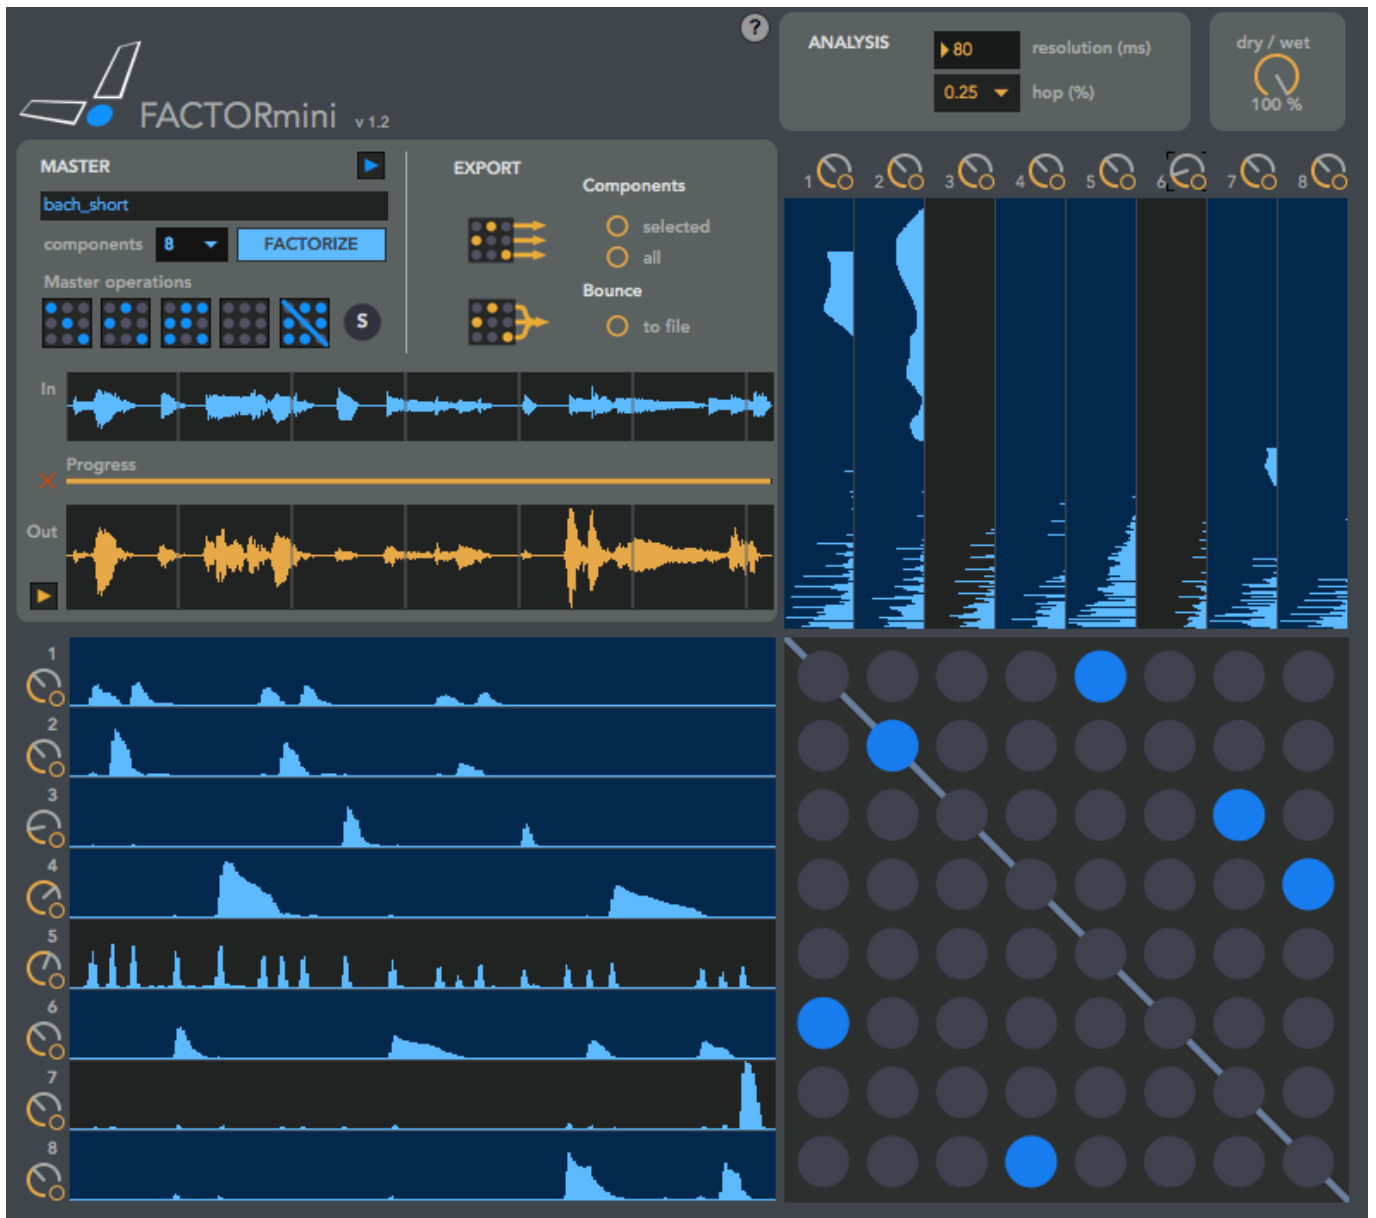 ?
ANALYSIS
80 resolution (ms)
0.25 hop (%)
dry / wet
100 %
FACTORmini v 1.2
MASTER
bach_short
components 8 FACTORIZE
Master operations
S
EXPORT
Components
selected
all
Bounce
to file
In
Progress
Out
1 2 3 4 5 6 7 8
1
2
3
4
5
6
7
8